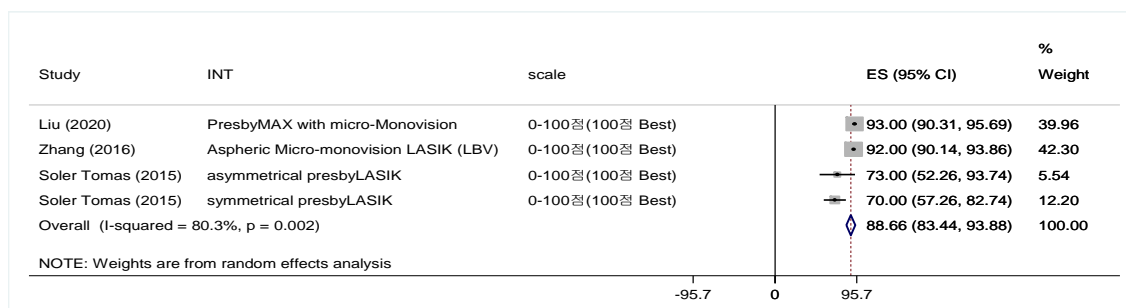 %
Study INT scale ES (95% CI) Weight
Liu (2020) PresbyMAX with micro-Monovision 0-100점(100점 Best) 93.00 (90.31, 95.69) 39.96
Zhang (2016) Aspheric Micro-monovision LASIK (LBV) 0-100점(100점 Best) 92.00 (90.14, 93.86) 42.30
Soler Tomas (2015) asymmetrical presbyLASIK 0-100점(100점 Best) 73.00 (52.26, 93.74) 5.54
Soler Tomas (2015) symmetrical presbyLASIK 0-100점(100점 Best) 70.00 (57.26, 82.74) 12.20
Overall (I-squared = 80.3%, p = 0.002) 88.66 (83.44, 93.88) 100.00
NOTE: Weights are from random effects analysis
-95.7 0 95.7